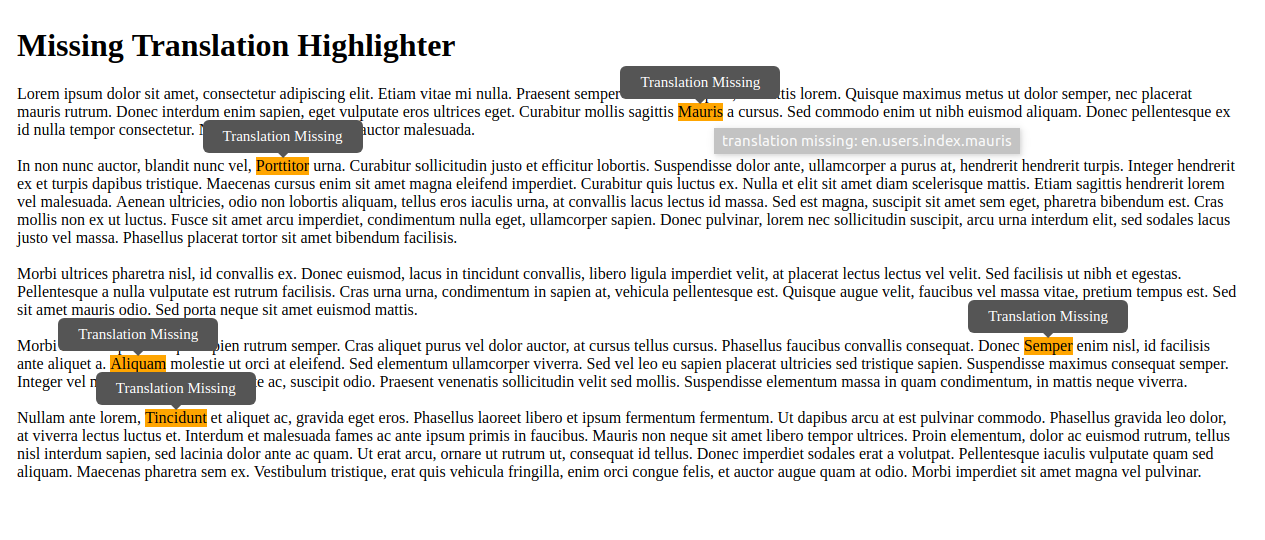 Missing Translation Highlighter
Translation Missing
Lorem ipsum dolor sit amet, consectetur adipiscing elit. Etiam vitae mi nulla. Praesent semper lorem. Quisque maximus metus ut dolor semper, nec placerat
mauris rutrum. Donec interdum enim sapien, eget vulputate eros ultrices eget. Curabitur mollis sagittis Mauris a cursus. Sed commodo enim ut nibh euismod aliquam. Donec pellentesque ex
id nulla tempor consectetur. auctor malesuada.
Translation Missing
translation missing: en.users.index.mauris
In non nunc auctor, blandit nunc vel, Porttitor urna. Curabitur sollicitudin justo et efficitur lobortis. Suspendisse dolor ante, ullamcorper a purus at, hendrerit hendrerit turpis. Integer hendrerit
ex et turpis dapibus tristique. Maecenas cursus enim sit amet magna eleifend imperdiet. Curabitur quis luctus ex. Nulla et elit sit amet diam scelerisque mattis. Etiam sagittis hendrerit lorem
vel malesuada. Aenean ultricies, odio non lobortis aliquam, tellus eros iaculis urna, at convallis lacus lectus id massa. Sed est magna, suscipit sit amet sem eget, pharetra bibendum est. Cras
mollis non ex ut luctus. Fusce sit amet arcu imperdiet, condimentum nulla eget, ullamcorper sapien. Donec pulvinar, lorem nec sollicitudin suscipit, arcu urna interdum elit, sed sodales lacus
justo vel massa. Phasellus placerat tortor sit amet bibendum facilisis.
Morbi ultrices pharetra nisl, id convallis ex. Donec euismod, lacus in tincidunt convallis, libero ligula imperdiet velit, at placerat lectus lectus vel velit. Sed facilisis ut nibh et egestas.
Pellentesque a nulla vulputate est rutrum facilisis. Cras urna urna, condimentum in sapien at, vehicula pellentesque est. Quisque augue velit, faucibus vel massa vitae, pretium tempus est. Sed
sit amet mauris odio. Sed porta neque sit amet euismod mattis.
Translation Missing
Translation Missing
Morbi rutrum semper. Cras aliquet purus vel dolor auctor, at cursus tellus cursus. Phasellus faucibus convallis consequat. Donec Semper enim nisl, id facilisis
ante aliquet a. Aliquam molestie ut orci at eleifend. Sed elementum ullamcorper viverra. Sed vel leo eu sapien placerat ultricies sed tristique sapien. Suspendisse maximus consequat semper.
Integer vel ac, suscipit odio. Praesent venenatis sollicitudin velit sed mollis. Suspendisse elementum massa in quam condimentum, in mattis neque viverra.
Translation Missing
Nullam ante lorem, Tincidunt et aliquet ac, gravida eget eros. Phasellus laoreet libero et ipsum fermentum fermentum. Ut dapibus arcu at est pulvinar commodo. Phasellus gravida leo dolor,
at viverra lectus luctus et. Interdum et malesuada fames ac ante ipsum primis in faucibus. Mauris non neque sit amet libero tempor ultrices. Proin elementum, dolor ac euismod rutrum, tellus
nisl interdum sapien, sed lacinia dolor ante ac quam. Ut erat arcu, ornare ut rutrum ut, consequat id tellus. Donec imperdiet sodales erat a volutpat. Pellentesque iaculis vulputate quam sed
aliquam. Maecenas pharetra sem ex. Vestibulum tristique, erat quis vehicula fringilla, enim orci congue felis, et auctor augue quam at odio. Morbi imperdiet sit amet magna vel pulvinar.